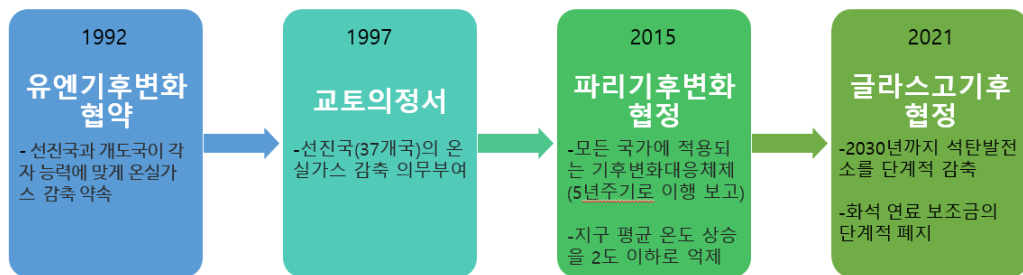 1992
유엔기후변화
협약
- 선진국과 개도국이 각
자 능력에 맞게 온실가
스 감축 약속
1997
교토의정서
-선진국(37개국)의 온
실가스 감축 의무부여
2015
파리기후변화
협정
-모든 국가에 적용되
는 기후변화대응체제
(5년주기로 이행 보고)
-지구 평균 온도 상승
을 2도 이하로 억제
2021
글라스고기후
협정
-2030년까지 석탄발전
소를 단계적 감축
-화석 연료 보조금의
단계적 폐지